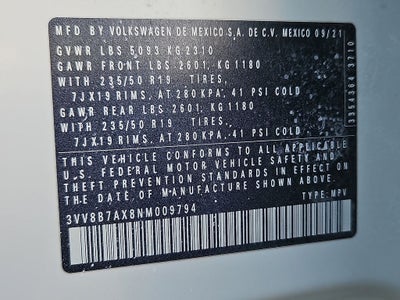 MFD BY VOLKSWAGEN DE MEXICO S.A. DE C.V. MEXICO 09/21
GVWR LBS 5093 KG 2310
GAWR FRONT LBS 2601, KG 1180
WITH 235/50 R19 TIRES,
7JX19 RIMS, AT 280 KPA, 41 PSI COLD
GAWR REAR LBS 2601, KG 1180
WITH 235/50 R19 TIRES,
7JX19 RIMS, AT 280 KPA, 41 PSI COLD
THIS VEHICLE CONFORMS TO ALL APPLICABLE
U.S. FEDERAL MOTOR VEHICLE SAFETY AND
THEFT PREVENTION STANDARDS IN EFFECT ON
THE DATE OF MANUFACTURE SHOWN ABOVE.
3VV8B7AX8NM009794 TYPE: MPV
3710